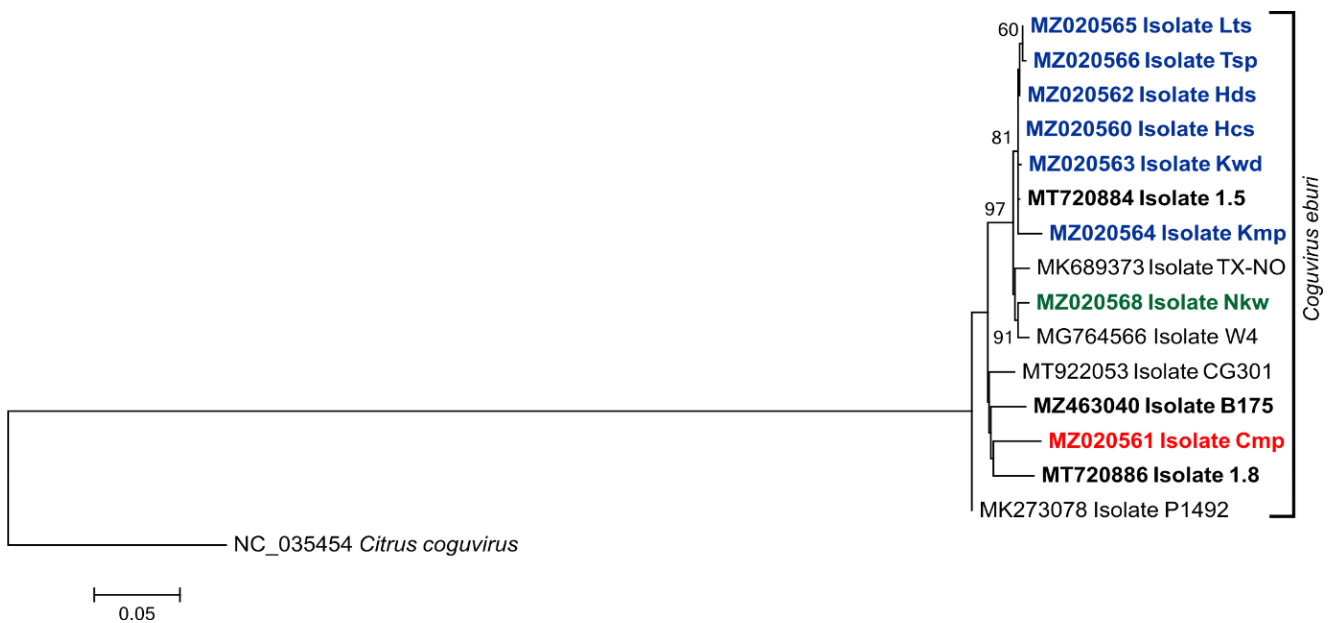 60
MZ020565 Isolate Lts
MZ020566 Isolate Tsp
MZ020562 Isolate Hds
81
MZ020560 Isolate Hcs
MZ020563 Isolate Kwd
97
MT720884 Isolate 1.5
MZ020564 Isolate Kmp
MK689373 Isolate TX-NO
MZ020568 Isolate Nkw
91
MG764566 Isolate W4
MT922053 Isolate CG301
MZ463040 Isolate B175
MZ020561 Isolate Cmp
MT720886 Isolate 1.8
MK273078 Isolate P1492
Coguvirus eburi
NC_035454 Citrus coguvirus
0.05